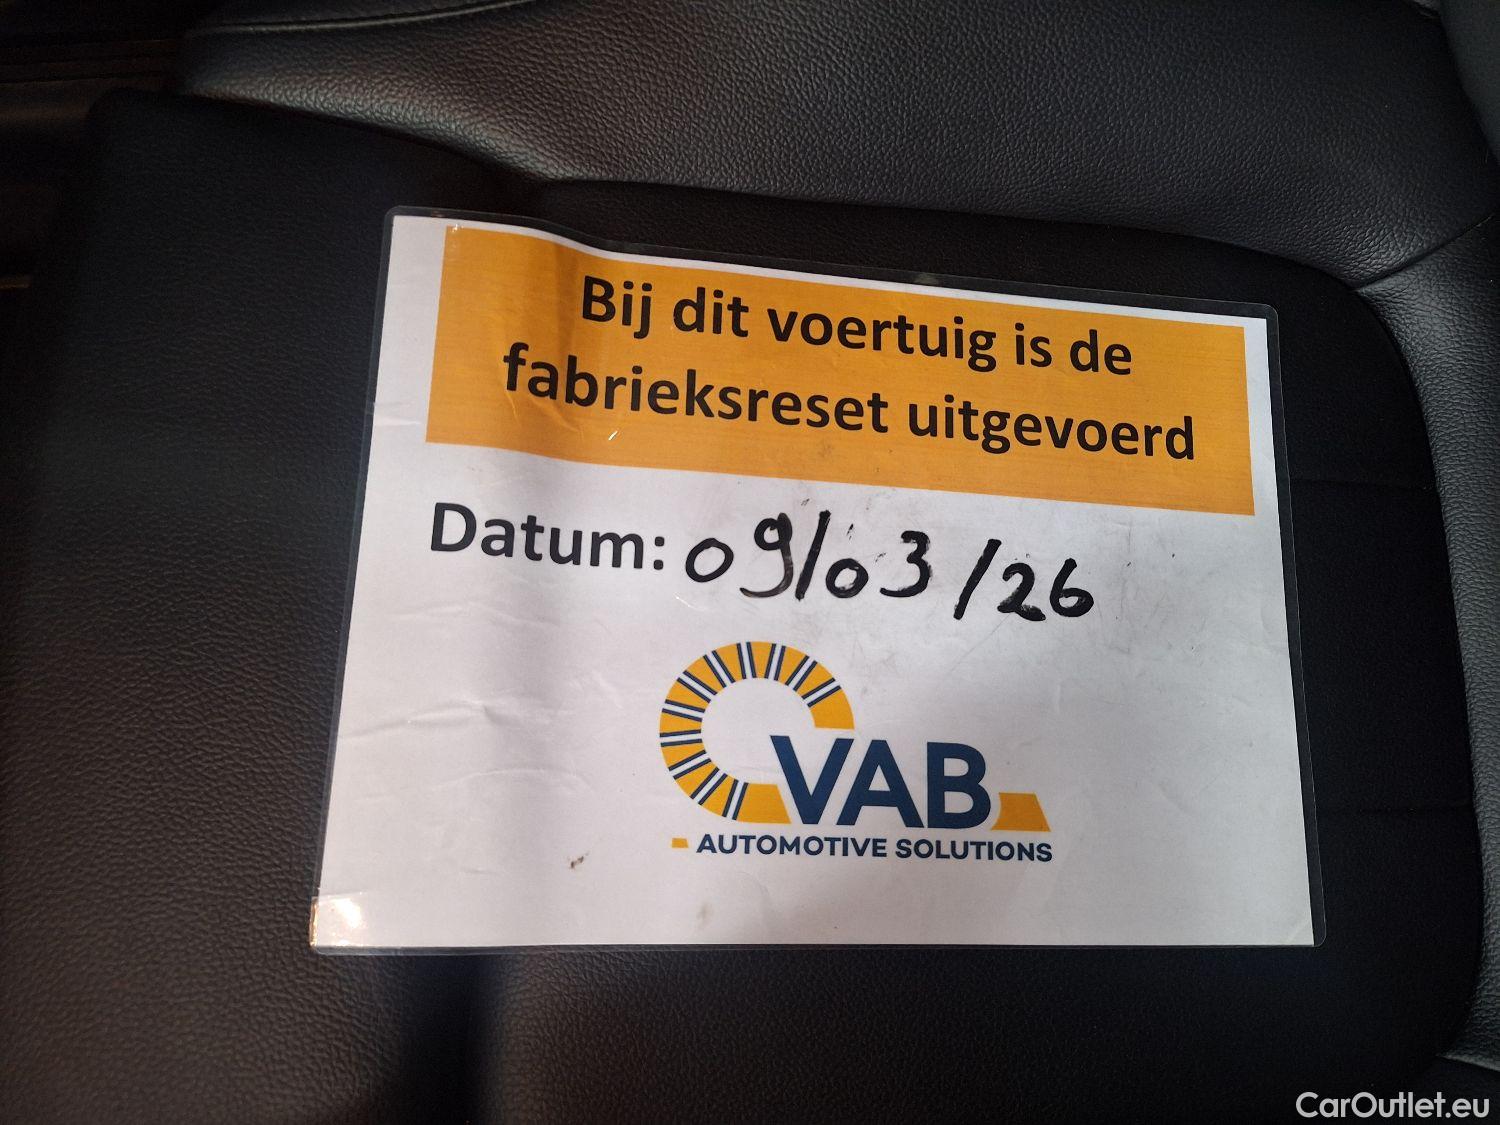 Bij dit voertuig is de
fabrieksreset uitgevoerd
Datum: 09/03/26
VAB
AUTOMOTIVE SOLUTIONS
CarOutlet.eu